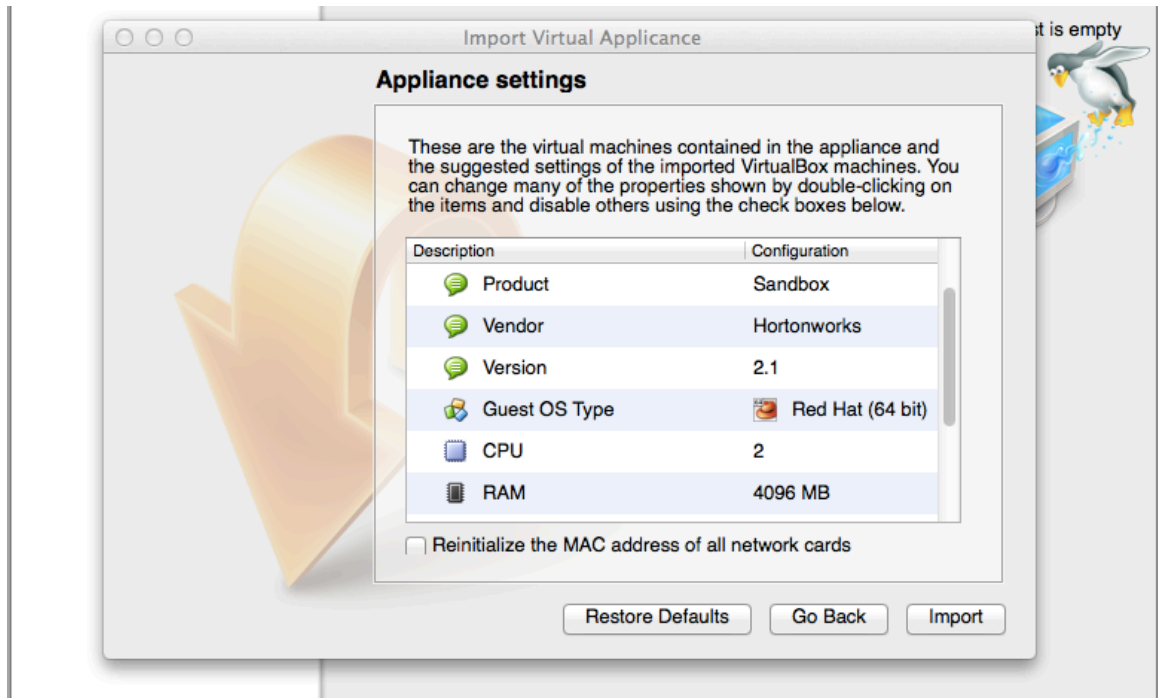 st is empty
Import Virtual Applicance
Appliance settings
These are the virtual machines contained in the appliance and
the suggested settings of the imported VirtualBox machines. You
can change many of the properties shown by double-clicking on
the items and disable others using the check boxes below.
Description Configuration
Product Sandbox
Vendor Hortonworks
Version 2.1
Guest OS Type Red Hat (64 bit)
CPU 2
RAM 4096 MB
Reinitialize the MAC address of all network cards
Restore Defaults Go Back Import